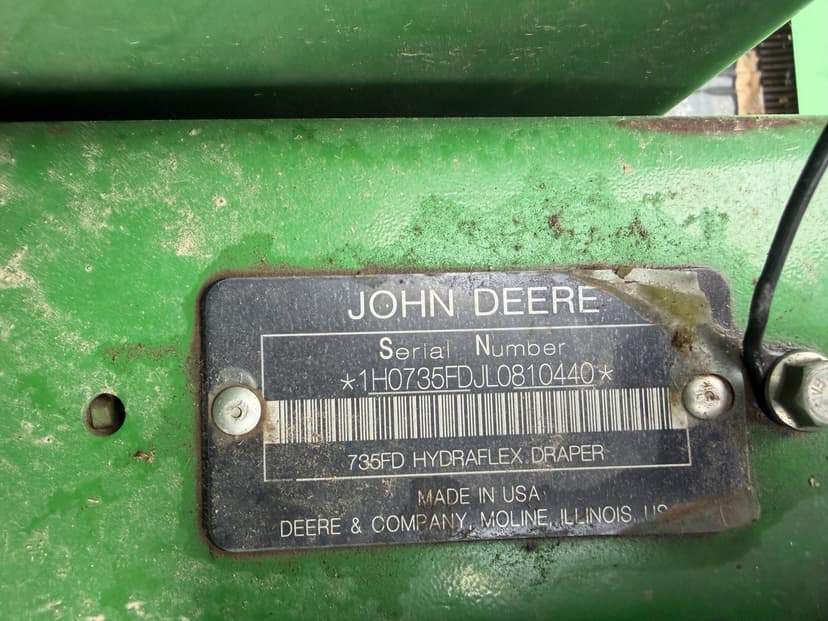 JOHN DEERE
Serial Number
*1H0735FDJL0810440*
735FD HYDRAFLEX DRAPER
MADE IN USA
DEERE & COMPANY, MOLINE, ILLINOIS,